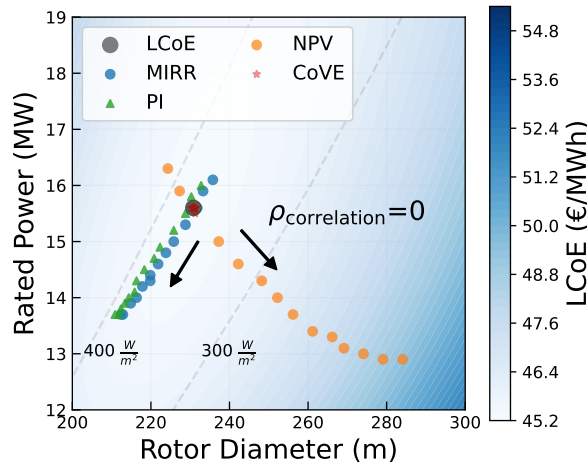 LCoE
MIRR
PI
NPV
CoVE
ρcorrelation=0
400 W/m²
300 W/m²
19
18
17
16
15
14
13
12
200
220
240
260
280
300
Rated Power (MW)
Rotor Diameter (m)
54.8
53.6
52.4
51.2
50.0
48.8
47.6
46.4
45.2
LCoE (€/MWh)